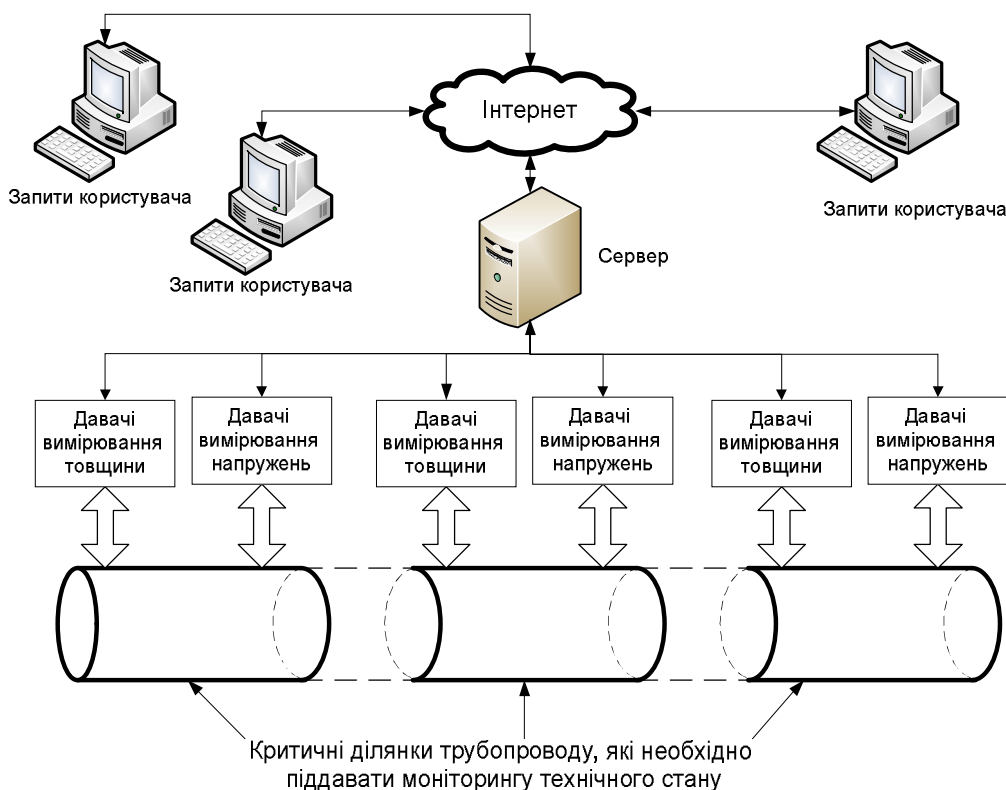 Інтернет
Запити користувача
Запити користувача
Запити користувача
Сервер
Давачі
вимірювання
товщини
Давачі
вимірювання
напружень
Давачі
вимірювання
товщини
Давачі
вимірювання
напружень
Давачі
вимірювання
товщини
Давачі
вимірювання
напружень
Критичні ділянки трубопроводу, які необхідно
піддавати моніторингу технічного стану